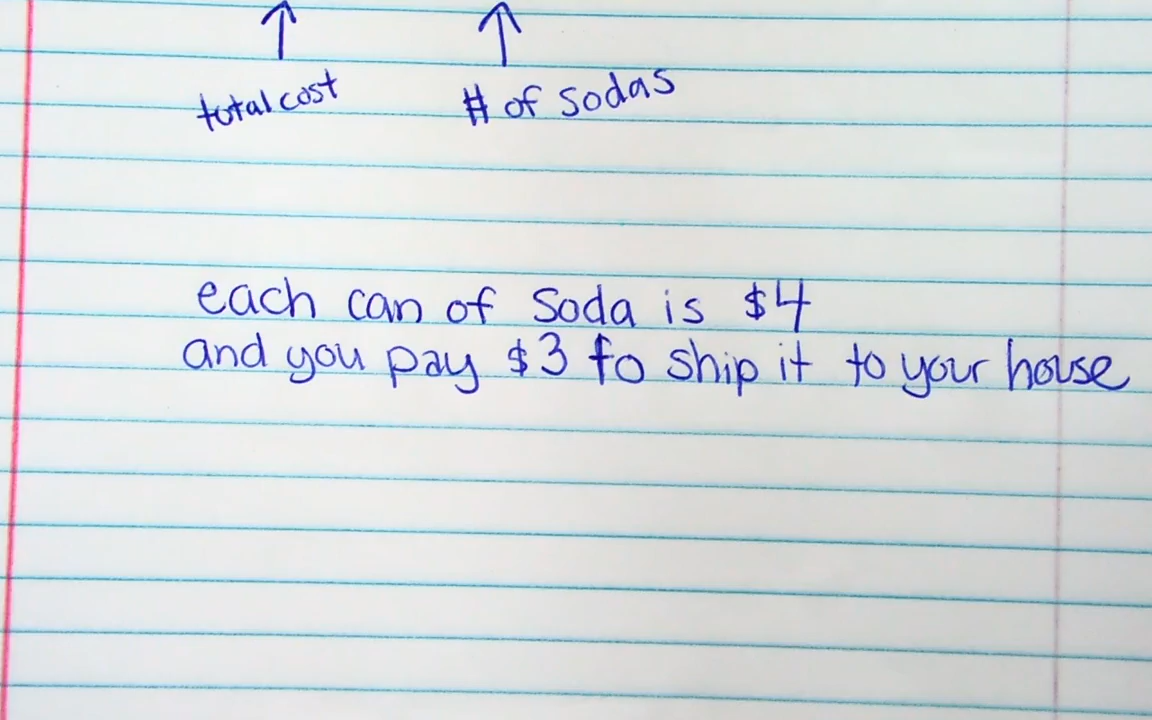 total cost # of sodas
each can of soda is $4
and you pay $3 to ship it to your house